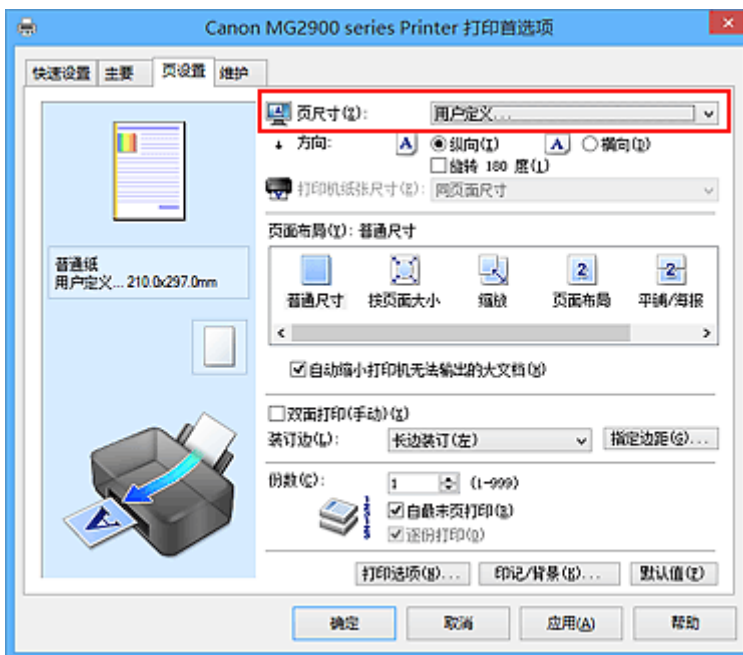 Canon MG2900 series Printer 打印首选项
快速设置 主要 页设置 维护
页尺寸(Z): 用户定义...
方向: A 纵向(I) A 横向(D)
旋转 180 度(L)
打印机纸张尺寸(E): 同页面尺寸
页面布局(Y): 普通尺寸
普通纸
用户定义... 210.0x297.0mm
普通尺寸 按页面大小 缩放 页面布局 平铺/海报
自动缩小打印机无法输出的大文档(N)
双面打印(手动)(X)
装订边(L): 长边装订(左) 指定边距(G)...
份数(C): 1 (1-999)
自最末页打印(R)
逐份打印(O)
打印选项(H)... 印记/背景(K)... 默认值(F)
确定 取消 应用(A) 帮助